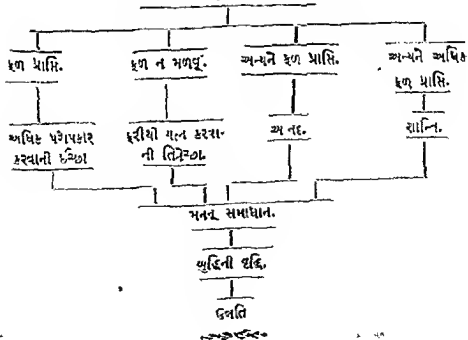 ફળ પ્રાપ્તિ.
ફળ ન મળવૂં.
અન્યને ફળ પ્રાપ્તિ.
અન્યને અધિક
ફળ પ્રાપ્તિ.
અધિક પરોપકાર
કરવાની ઈચ્છા
ફરીથી યત્ન કરવા-
ની તિવ્રેચ્છા.
આનંદ.
શાન્તિ.
મનનૂ સમાધાન.
બુદ્ધિની વૃદ્ધિ.
ઉન્નતિ